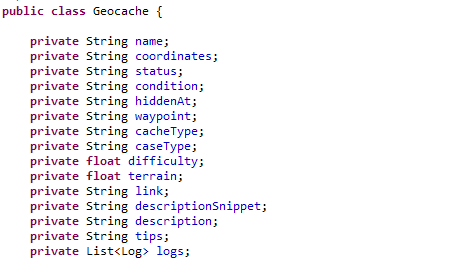 public class Geocache {
private String name;
private String coordinates;
private String status;
private String condition;
private String hiddenAt;
private String waypoint;
private String cacheType;
private String caseType;
private float difficulty;
private float terrain;
private String link;
private String descriptionSnippet;
private String description;
private String tips;
private List<Log> logs;